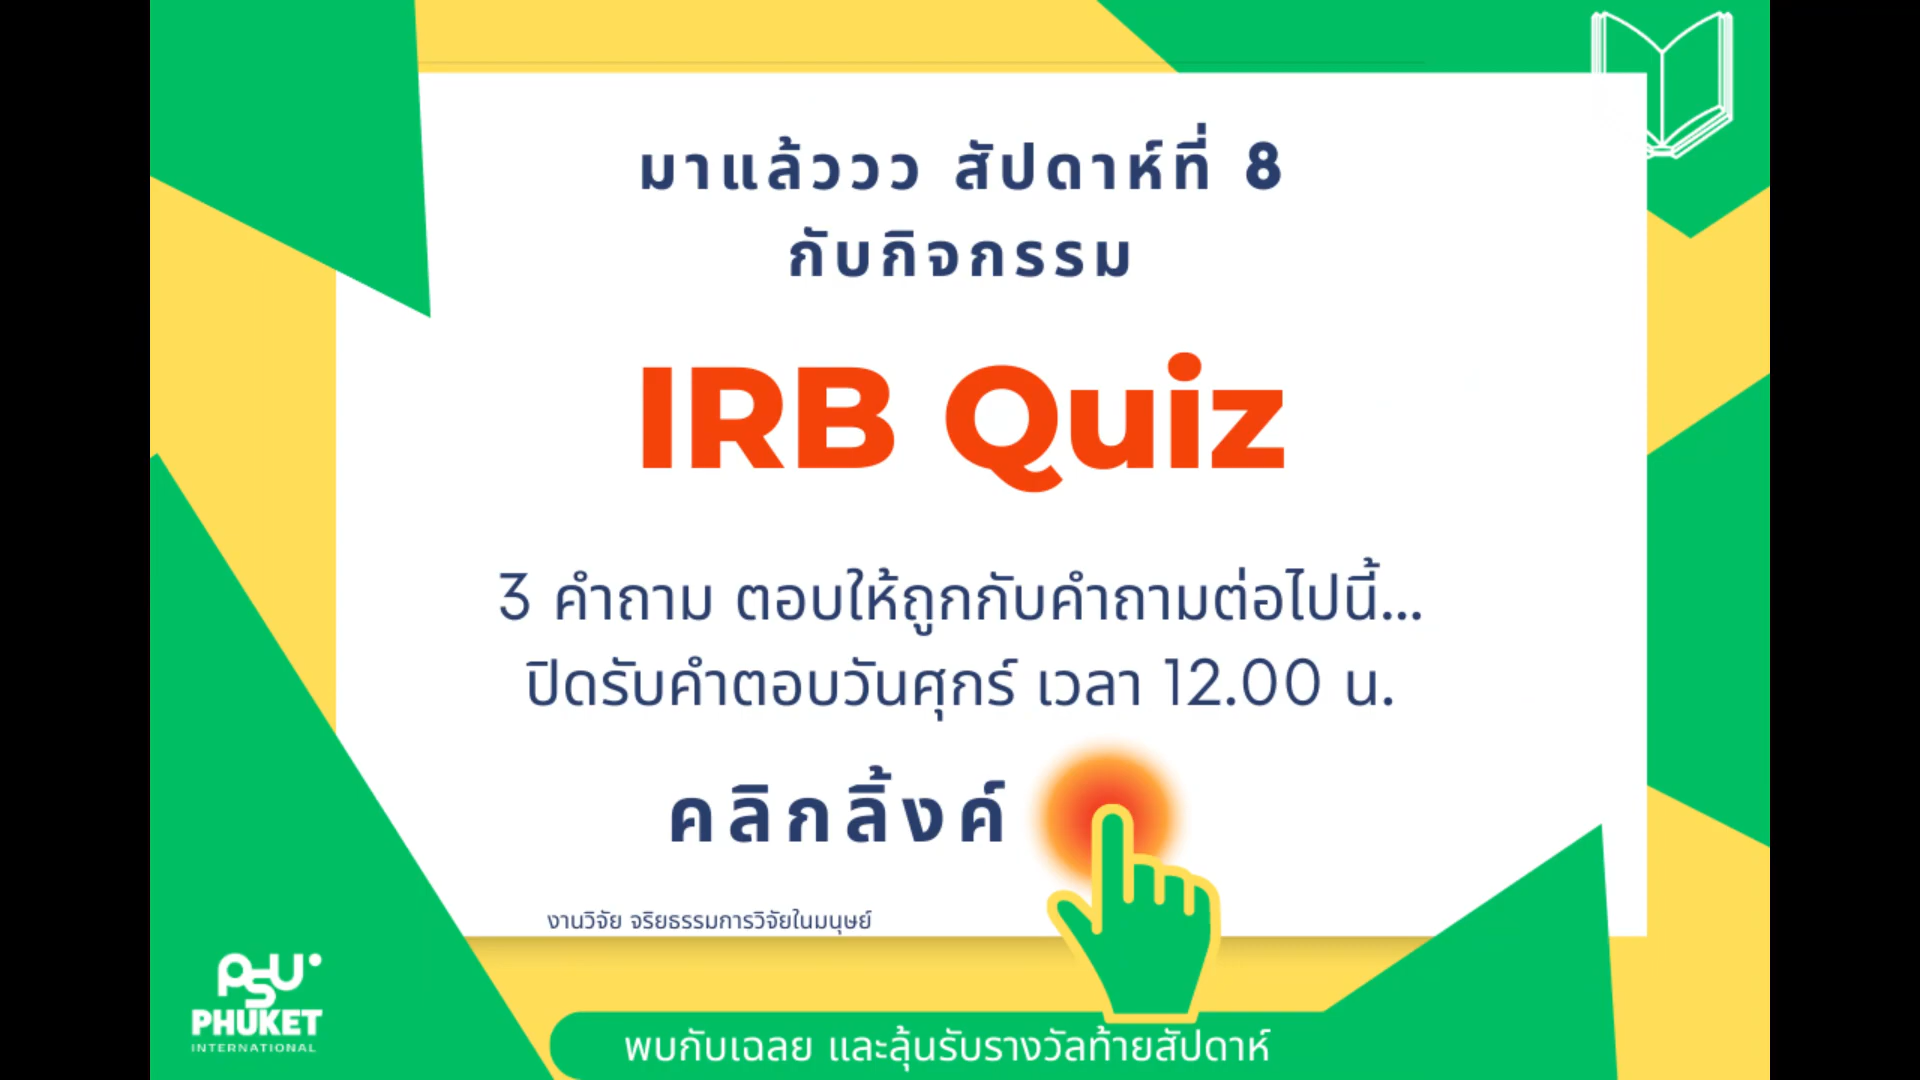 มาแล้ววว สัปดาห์ที่ 8
กับกิจกรรม
IRB Quiz
3 คำถาม ตอบให้ถูกกับคำถามต่อไปนี้...
ปิดรับคำตอบวันศุกร์ เวลา 12.00 น.
คลิกลิ้งค์
งานวิจัย จริยธรรมการวิจัยในมนุษย์
PSU
PHUKET
INTERNATIONAL
พบกับเฉลย และลุ้นรับรางวัลท้ายสัปดาห์